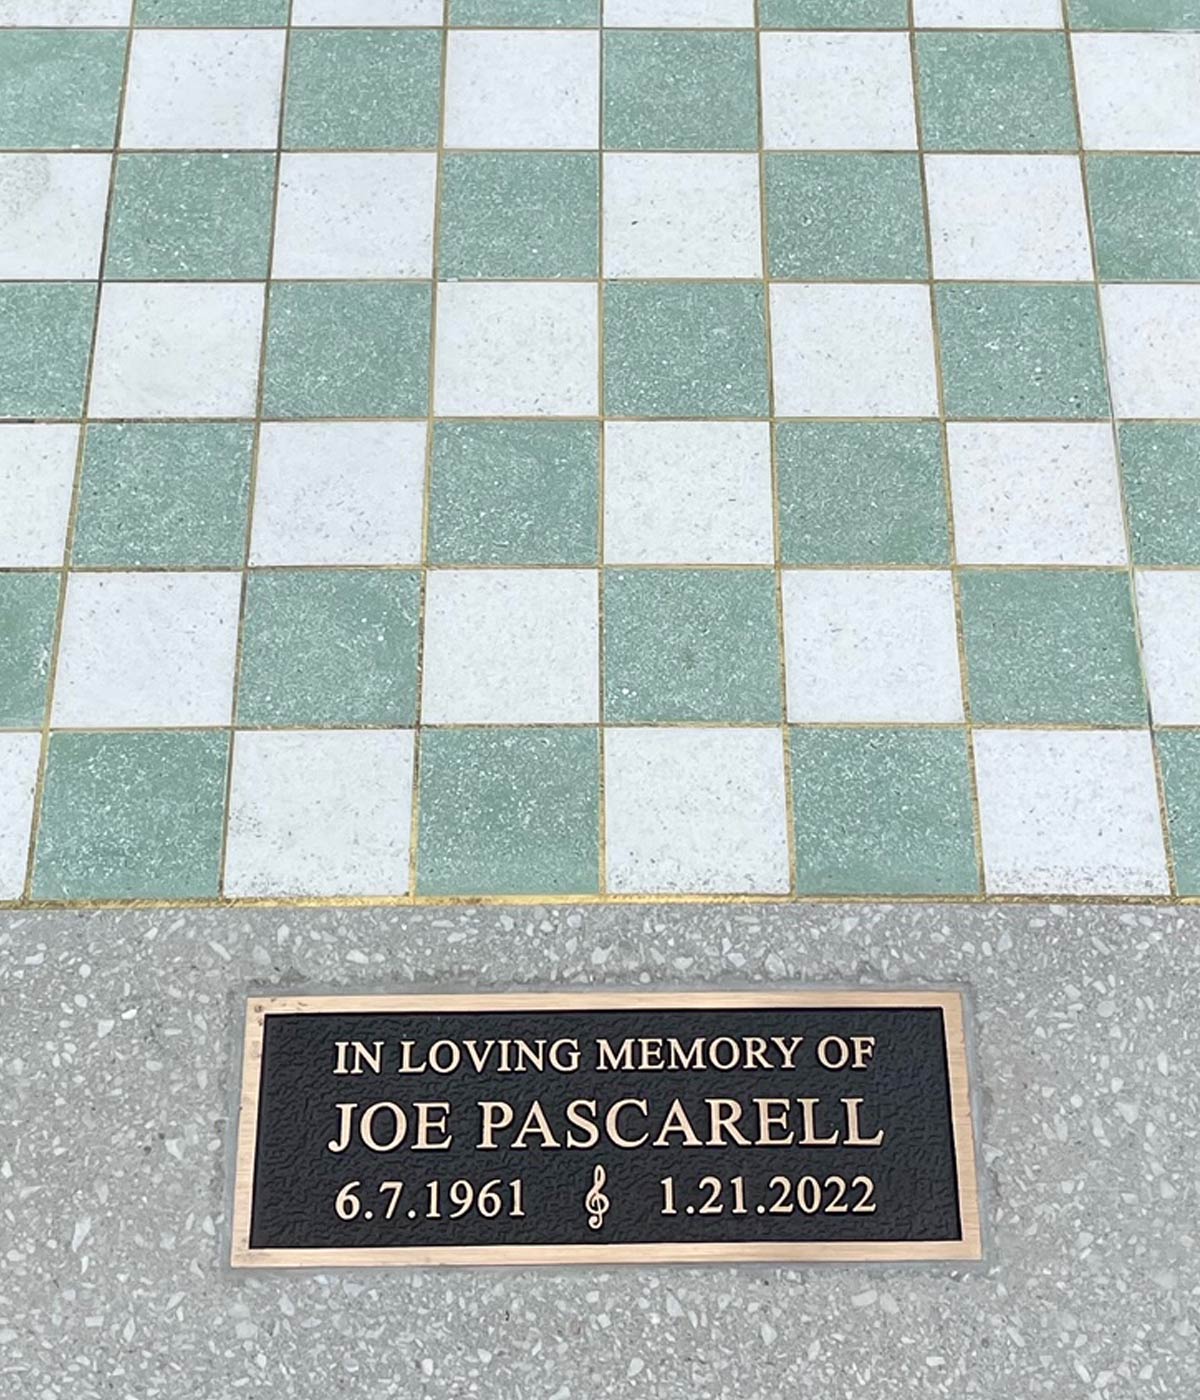 IN LOVING MEMORY OF
JOE PASCARELL
6.7.1961 1.21.2022